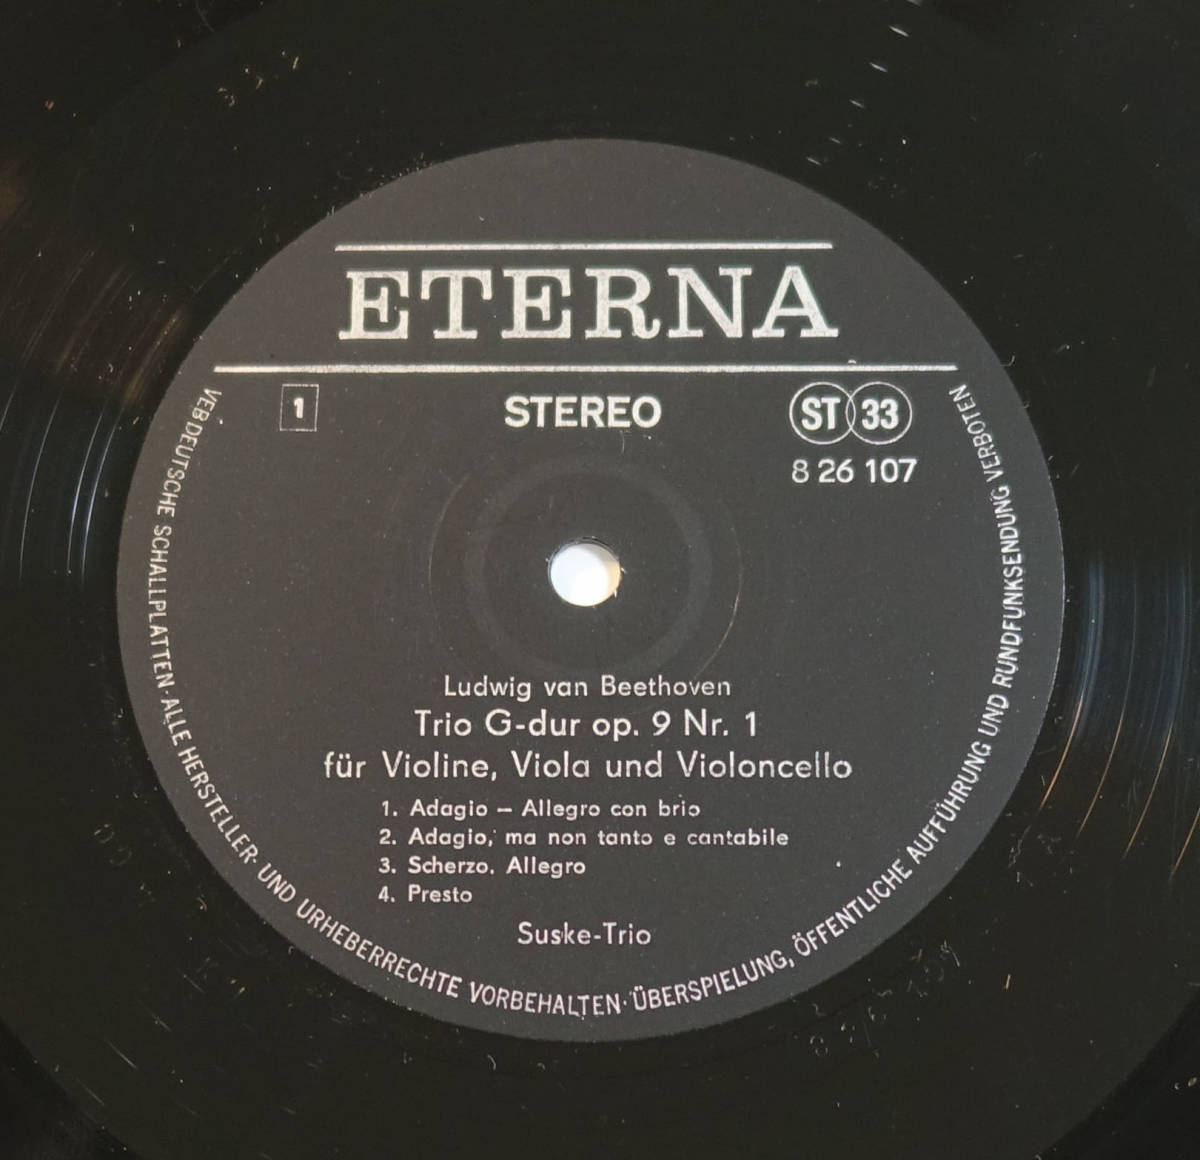 ETERNA
1
STEREO
ST 33
8 26 107
Ludwig van Beethoven
Trio G-dur op. 9 Nr. 1
für Violine, Viola und Violoncello
1. Adagio – Allegro con brio
2. Adagio, ma non tanto e cantabile
3. Scherzo. Allegro
4. Presto
Suske-Trio
VEB DEUTSCHE SCHALLPLATTEN · ALLE HERSTELLER- UND URHEBERRECHTE VORBEHALTEN · ÜBERSPIELUNG, ÖFFENTLICHE AUFFÜHRUNG UND RUNDFUNKSENDUNG VERBOTEN